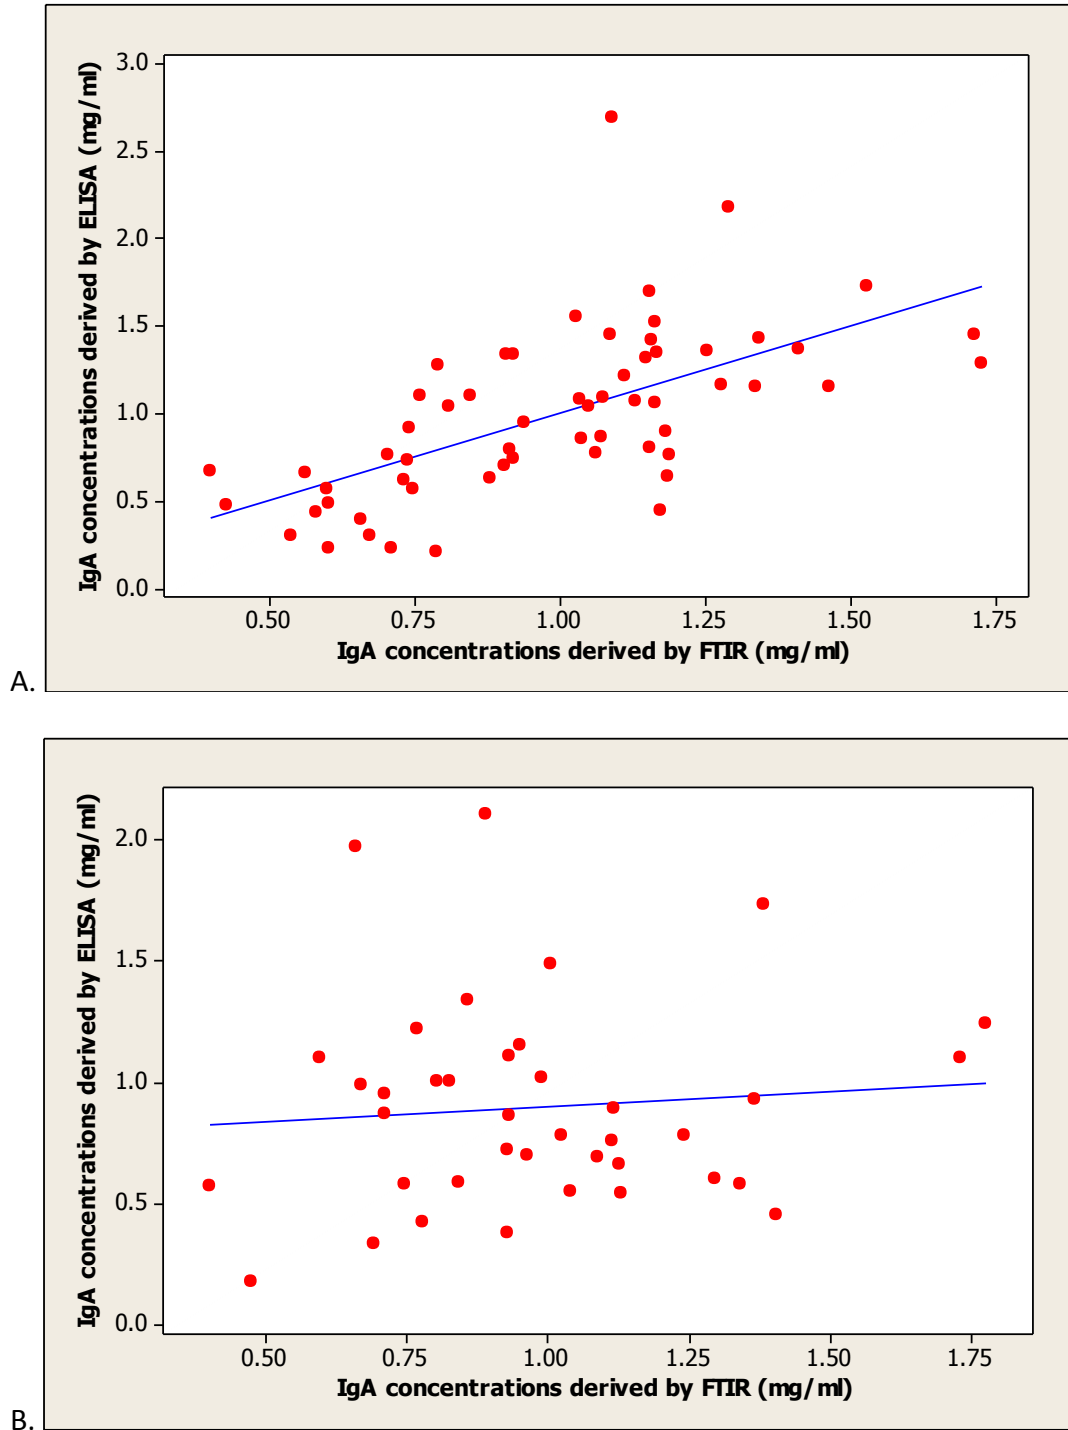 3.0
2.5
2.0
1.5
1.0
0.5
0.0
IgA concentrations derived by ELISA (mg/ml)
0.50 0.75 1.00 1.25 1.50 1.75
IgA concentrations derived by FTIR (mg/ml)
A.
2.0
1.5
1.0
0.5
0.0
IgA concentrations derived by ELISA (mg/ml)
0.50 0.75 1.00 1.25 1.50 1.75
IgA concentrations derived by FTIR (mg/ml)
B.